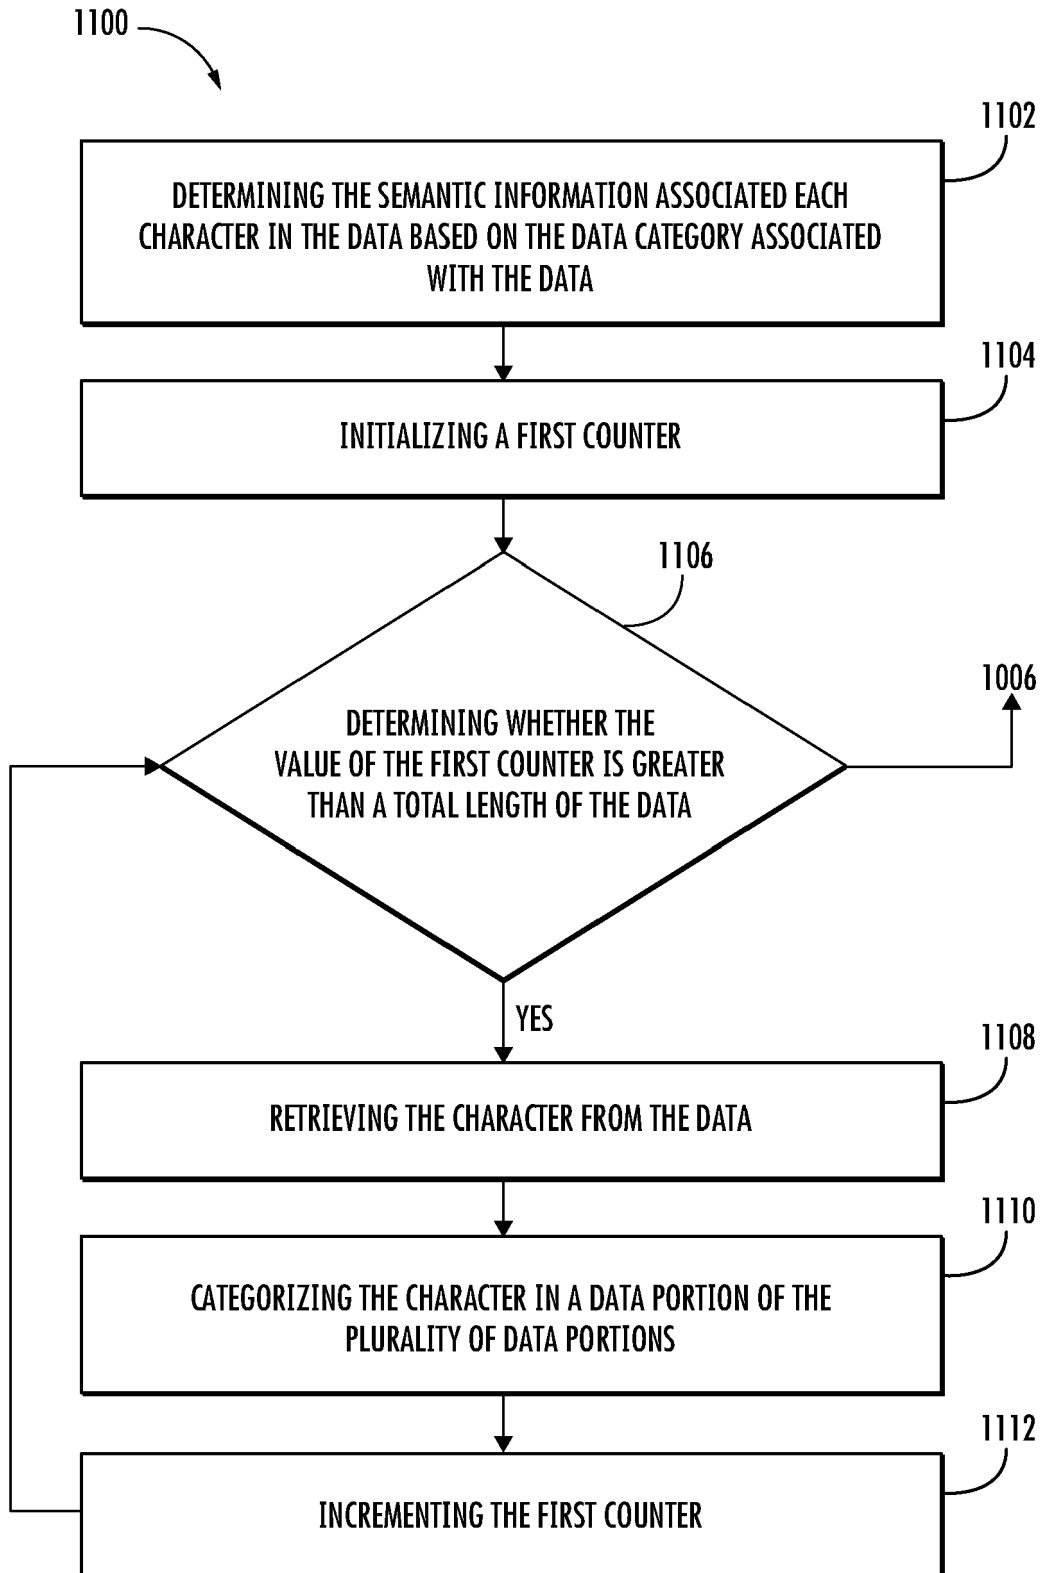 1100
1102
DETERMINING THE SEMANTIC INFORMATION ASSOCIATED EACH
CHARACTER IN THE DATA BASED ON THE DATA CATEGORY ASSOCIATED
WITH THE DATA
1104
INITIALIZING A FIRST COUNTER
1106
1006
DETERMINING WHETHER THE
VALUE OF THE FIRST COUNTER IS GREATER
THAN A TOTAL LENGTH OF THE DATA
YES
1108
RETRIEVING THE CHARACTER FROM THE DATA
1110
CATEGORIZING THE CHARACTER IN A DATA PORTION OF THE
PLURALITY OF DATA PORTIONS
1112
INCREMENTING THE FIRST COUNTER